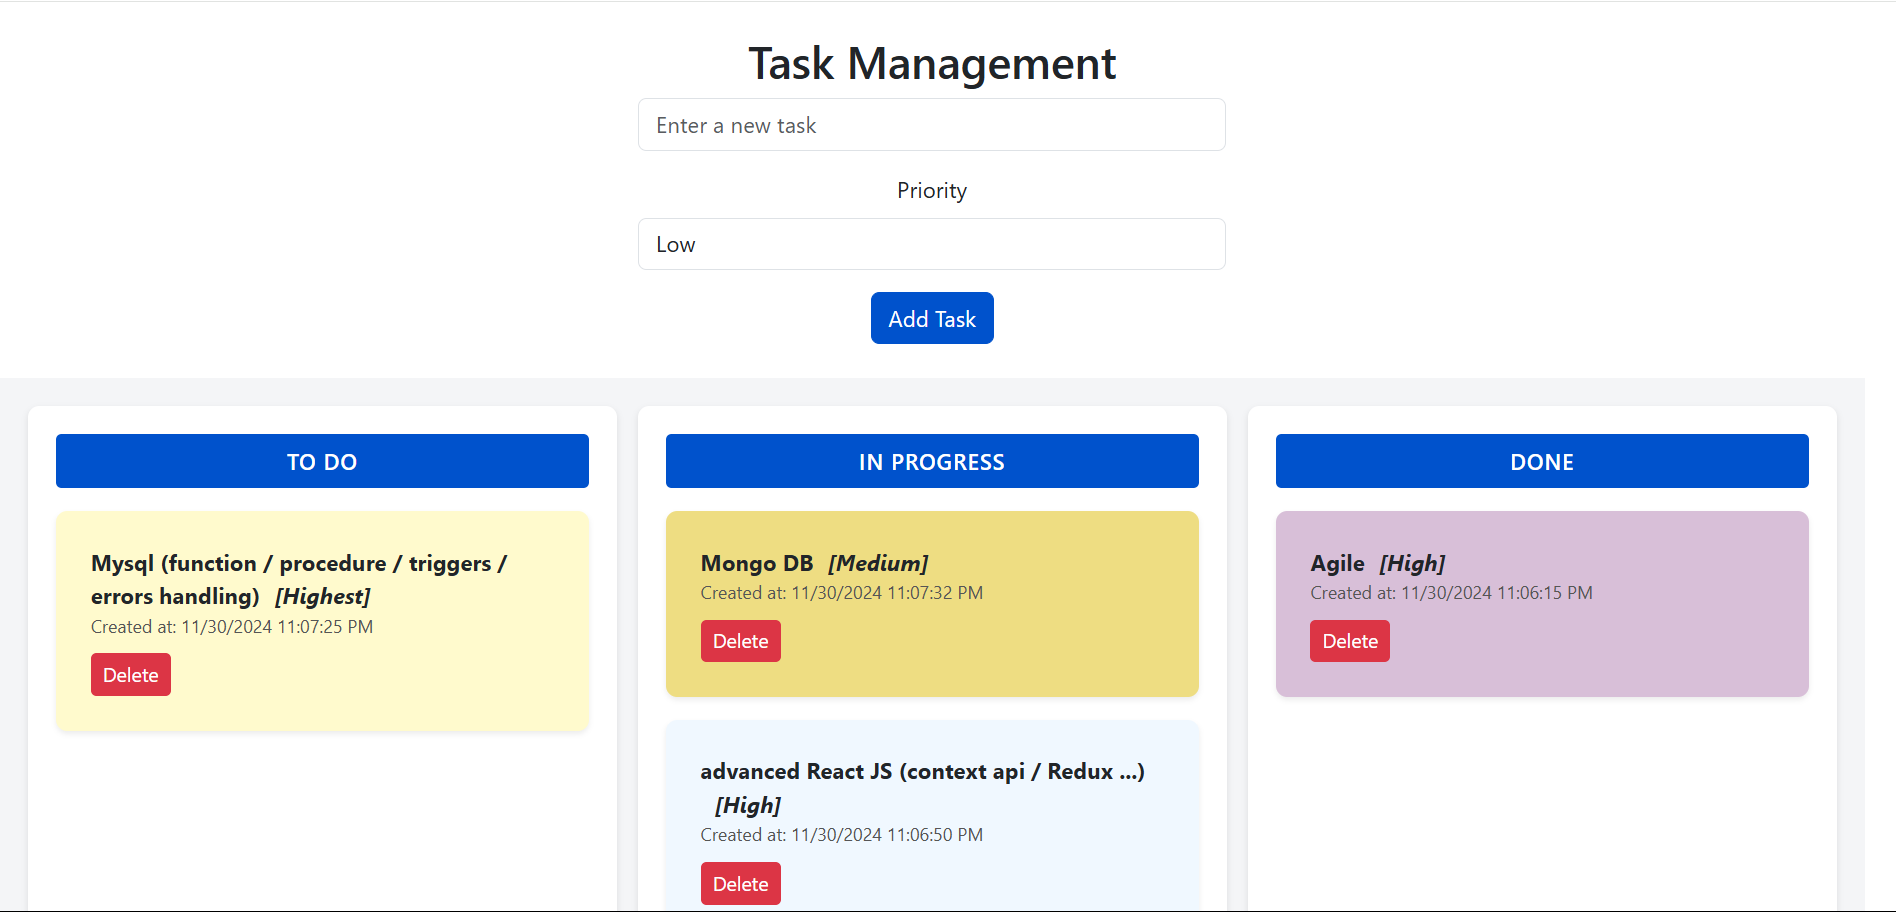 Task Management
Enter a new task
Priority
Low
Add Task
TO DO
Mysql (function / procedure / triggers /
errors handling) [Highest]
Created at: 11/30/2024 11:07:25 PM
Delete
IN PROGRESS
Mongo DB [Medium]
Created at: 11/30/2024 11:07:32 PM
Delete
advanced React JS (context api / Redux ...)
[High]
Created at: 11/30/2024 11:06:50 PM
Delete
DONE
Agile [High]
Created at: 11/30/2024 11:06:15 PM
Delete